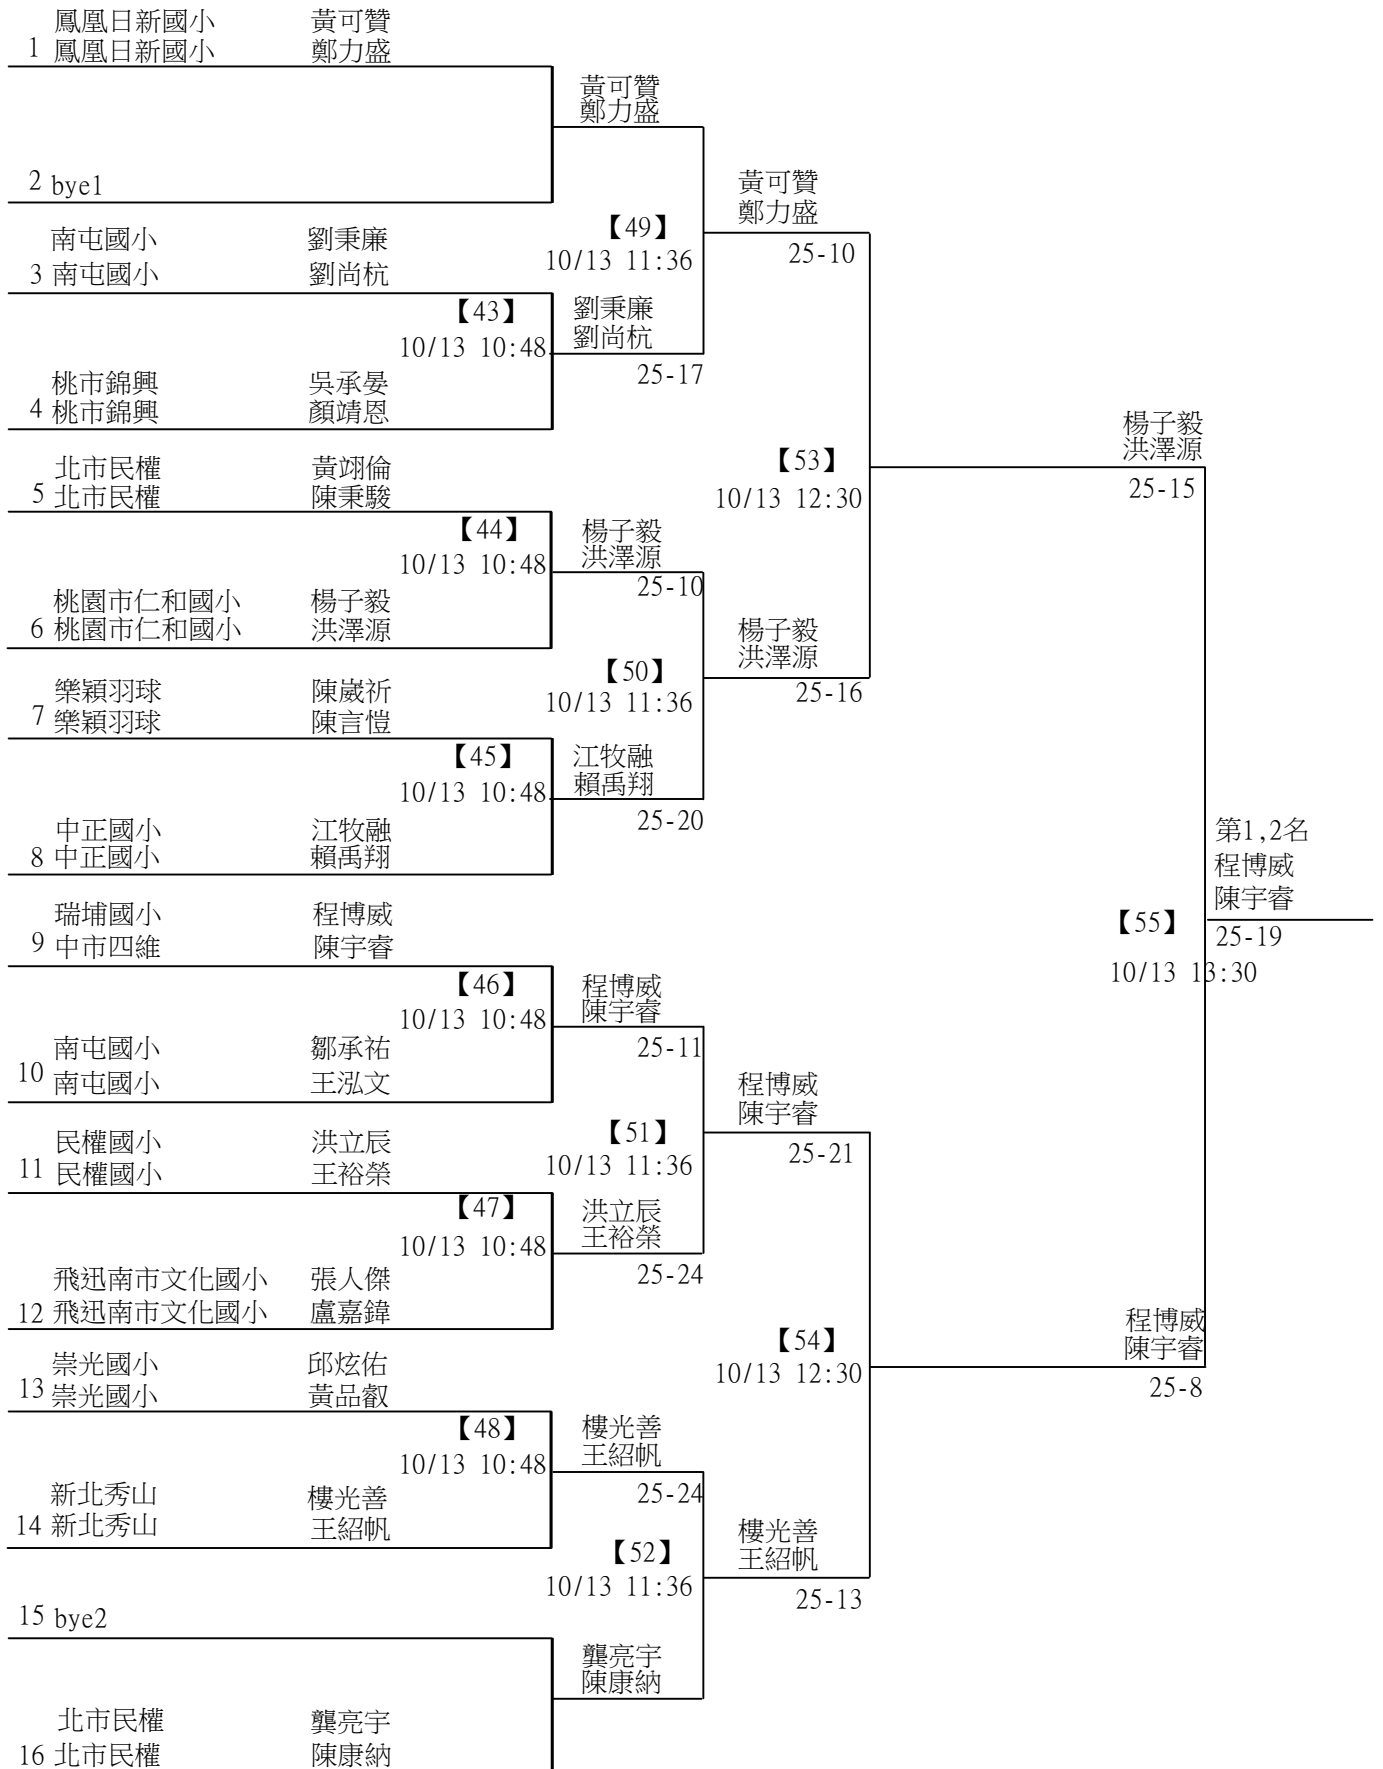 鳳凰日新國小 黃可贊
1 鳳凰日新國小 鄭力盛
黃可贊
鄭力盛
2 bye1
黃可贊
鄭力盛
【49】
10/13 11:36
25-10
南屯國小 劉秉廉
3 南屯國小 劉尚杭
【43】
10/13 10:48
劉秉廉
劉尚杭
25-17
桃市錦興 吳承晏
4 桃市錦興 顏靖恩
楊子毅
洪澤源
25-15
【53】
10/13 12:30
北市民權 黃翊倫
5 北市民權 陳秉駿
【44】
10/13 10:48
楊子毅
洪澤源
25-10
桃園市仁和國小 楊子毅
6 桃園市仁和國小 洪澤源
楊子毅
洪澤源
25-16
【50】
10/13 11:36
樂穎羽球 陳崴祈
7 樂穎羽球 陳言愷
【45】
10/13 10:48
江牧融
賴禹翔
25-20
中正國小 江牧融
8 中正國小 賴禹翔
第1,2名
程博威
陳宇睿
25-19
【55】
10/13 13:30
瑞埔國小 程博威
9 中市四維 陳宇睿
【46】
10/13 10:48
程博威
陳宇睿
25-11
南屯國小 鄒承祐
10 南屯國小 王泓文
程博威
陳宇睿
25-21
【51】
10/13 11:36
民權國小 洪立辰
11 民權國小 王裕榮
【47】
10/13 10:48
洪立辰
王裕榮
25-24
飛迅南市文化國小 張人傑
12 飛迅南市文化國小 盧嘉鍏
【54】
10/13 12:30
程博威
陳宇睿
25-8
崇光國小 邱炫佑
13 崇光國小 黃品叡
【48】
10/13 10:48
樓光善
王紹帆
25-24
新北秀山 樓光善
14 新北秀山 王紹帆
【52】
10/13 11:36
樓光善
王紹帆
25-13
15 bye2
龔亮宇
陳康納
北市民權 龔亮宇
16 北市民權 陳康納